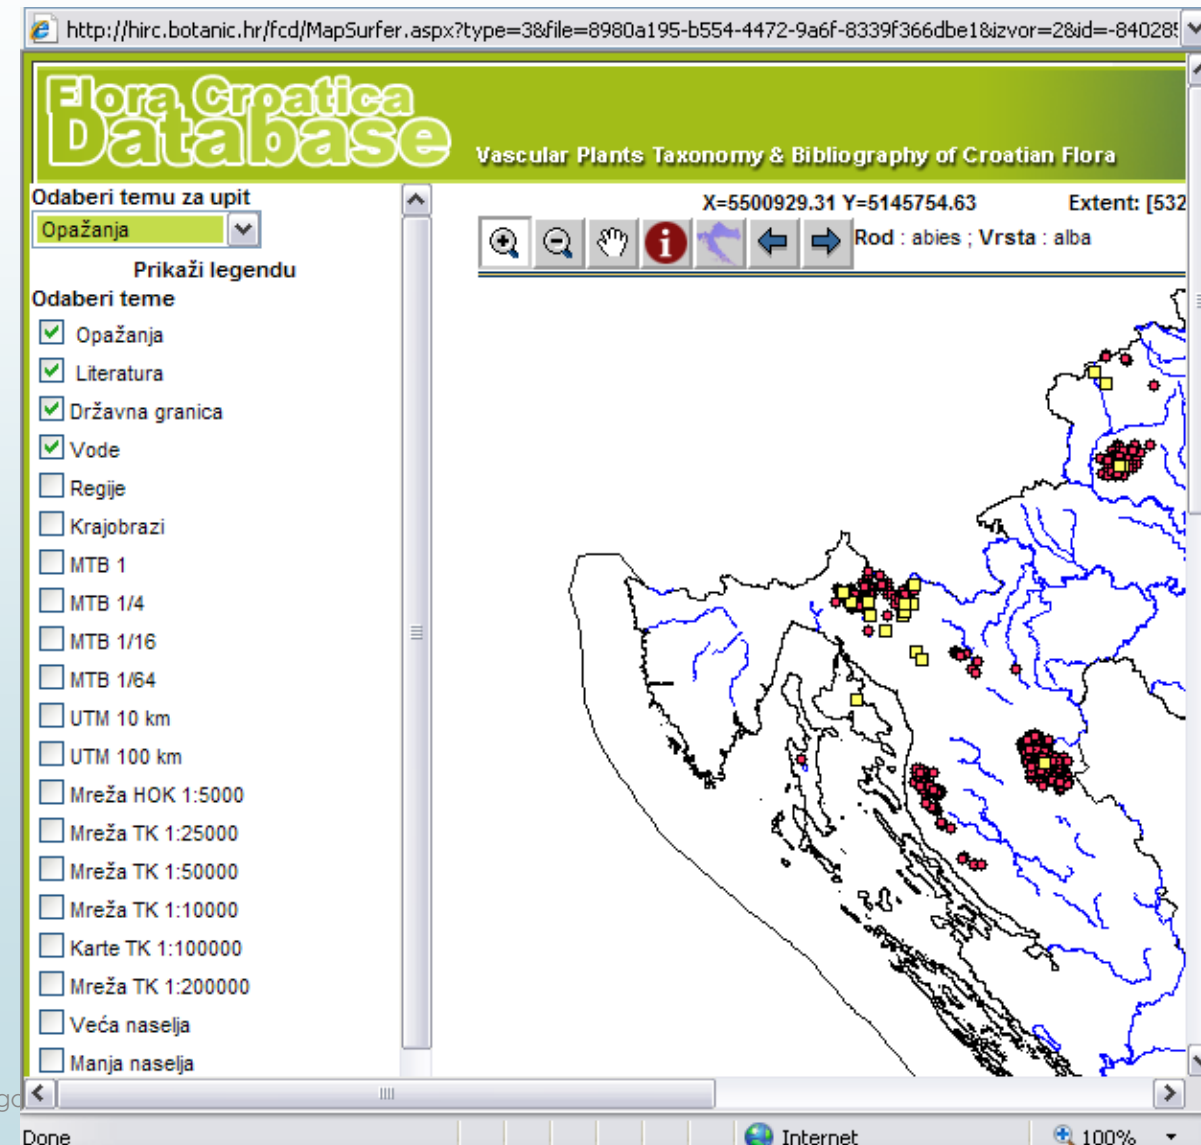 http://hirc.botanic.hr/fcd/MapSurfer.aspx?type=3&file=8980a195-b554-4472-9a6f-8339f366dbe1&izvor=2&id=-84028
Flora Croatica
Database
Vascular Plants Taxonomy & Bibliography of Croatian Flora
Odaberi temu za upit
Opažanja
Prikaži legendu
Odaberi teme
Opažanja
Literatura
Državna granica
Vode
Regije
Krajobrazi
MTB 1
MTB 1/4
MTB 1/16
MTB 1/64
UTM 10 km
UTM 100 km
Mreža HOK 1:5000
Mreža TK 1:25000
Mreža TK 1:50000
Mreža TK 1:10000
Karte TK 1:100000
Mreža TK 1:200000
Veća naselja
Manja naselja
X=5500929.31 Y=5145754.63 Extent: [532
Rod : abies ; Vrsta : alba
Done
Internet
100%